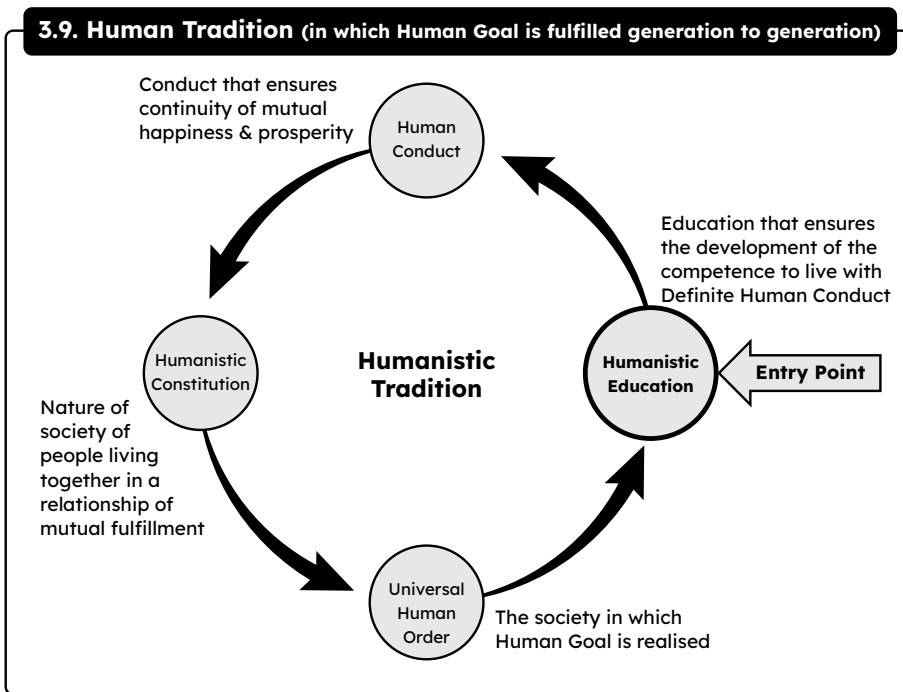 3.9. Human Tradition (in which Human Goal is fulfilled generation to generation)
Conduct that ensures
continuity of mutual
happiness & prosperity
Human
Conduct
Education that ensures
the development of the
competence to live with
Definite Human Conduct
Humanistic
Constitution
Humanistic
Tradition
Humanistic
Education
Entry Point
Nature of
society of
people living
together in a
relationship of
mutual fulfillment
Universal
Human
Order
The society in which
Human Goal is realised